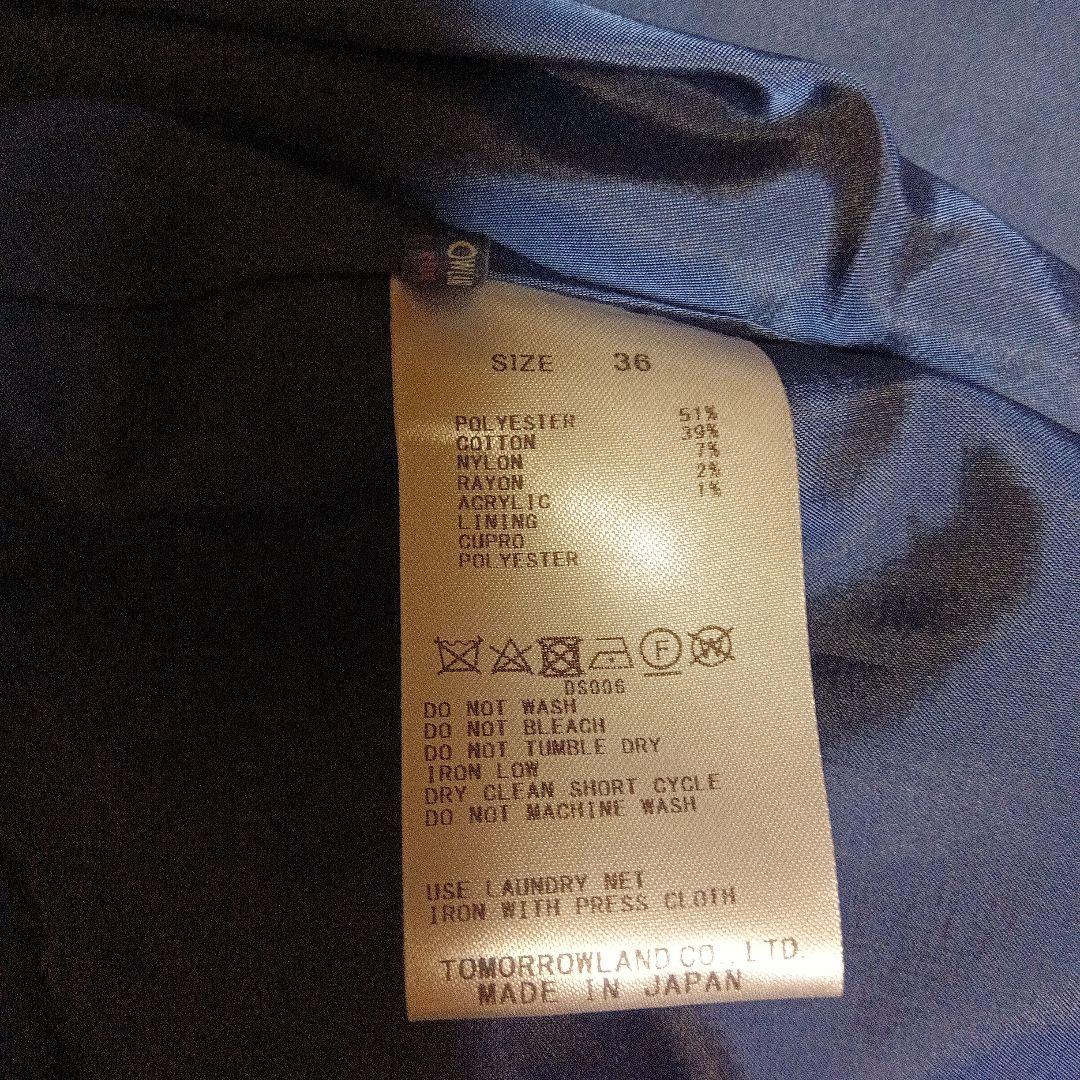 SIZE 36
POLYESTER 51%
COTTON 39%
NYLON 7%
RAYON 2%
ACRYLIC 1%
LINING
CUPRO
POLYESTER
F W
DS006
DO NOT WASH
DO NOT BLEACH
DO NOT TUMBLE DRY
IRON LOW
DRY CLEAN SHORT CYCLE
DO NOT MACHINE WASH
USE LAUNDRY NET
IRON WITH PRESS CLOTH
TOMORROWLAND CO., LTD.
MADE IN JAPAN